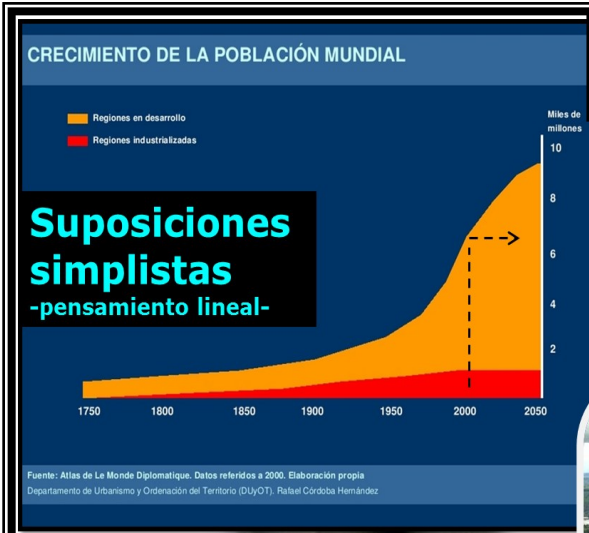 CRECIMIENTO DE LA POBLACIÓN MUNDIAL
Regiones en desarrollo
Regiones industrializadas
Miles de
millones
10
8
6
4
2
Suposiciones
simplistas
-pensamiento lineal-
1750 1800 1850 1900 1950 2000 2050
Fuente: Atlas de Le Monde Diplomatique. Datos referidos a 2000. Elaboración propia
Departamento de Urbanismo y Ordenación del Territorio (DUyOT). Rafael Córdoba Hernández